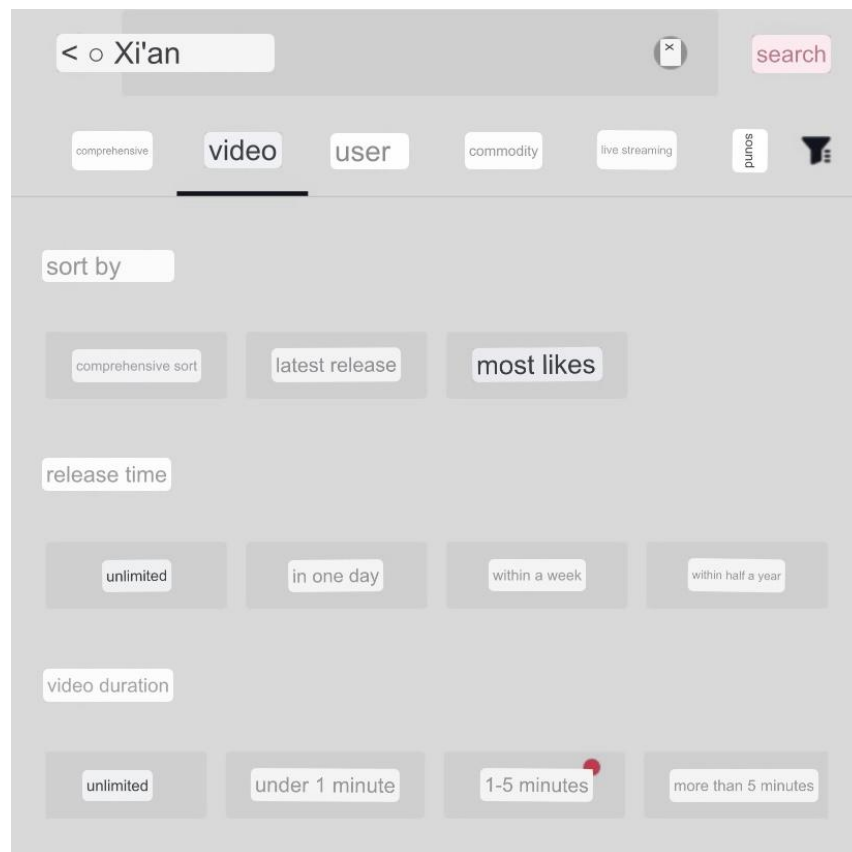 < ○ Xi'an x search
comprehensive video user commodity live streaming sound
sort by
comprehensive sort latest release most likes
release time
unlimited in one day within a week within half a year
video duration
unlimited under 1 minute 1-5 minutes more than 5 minutes